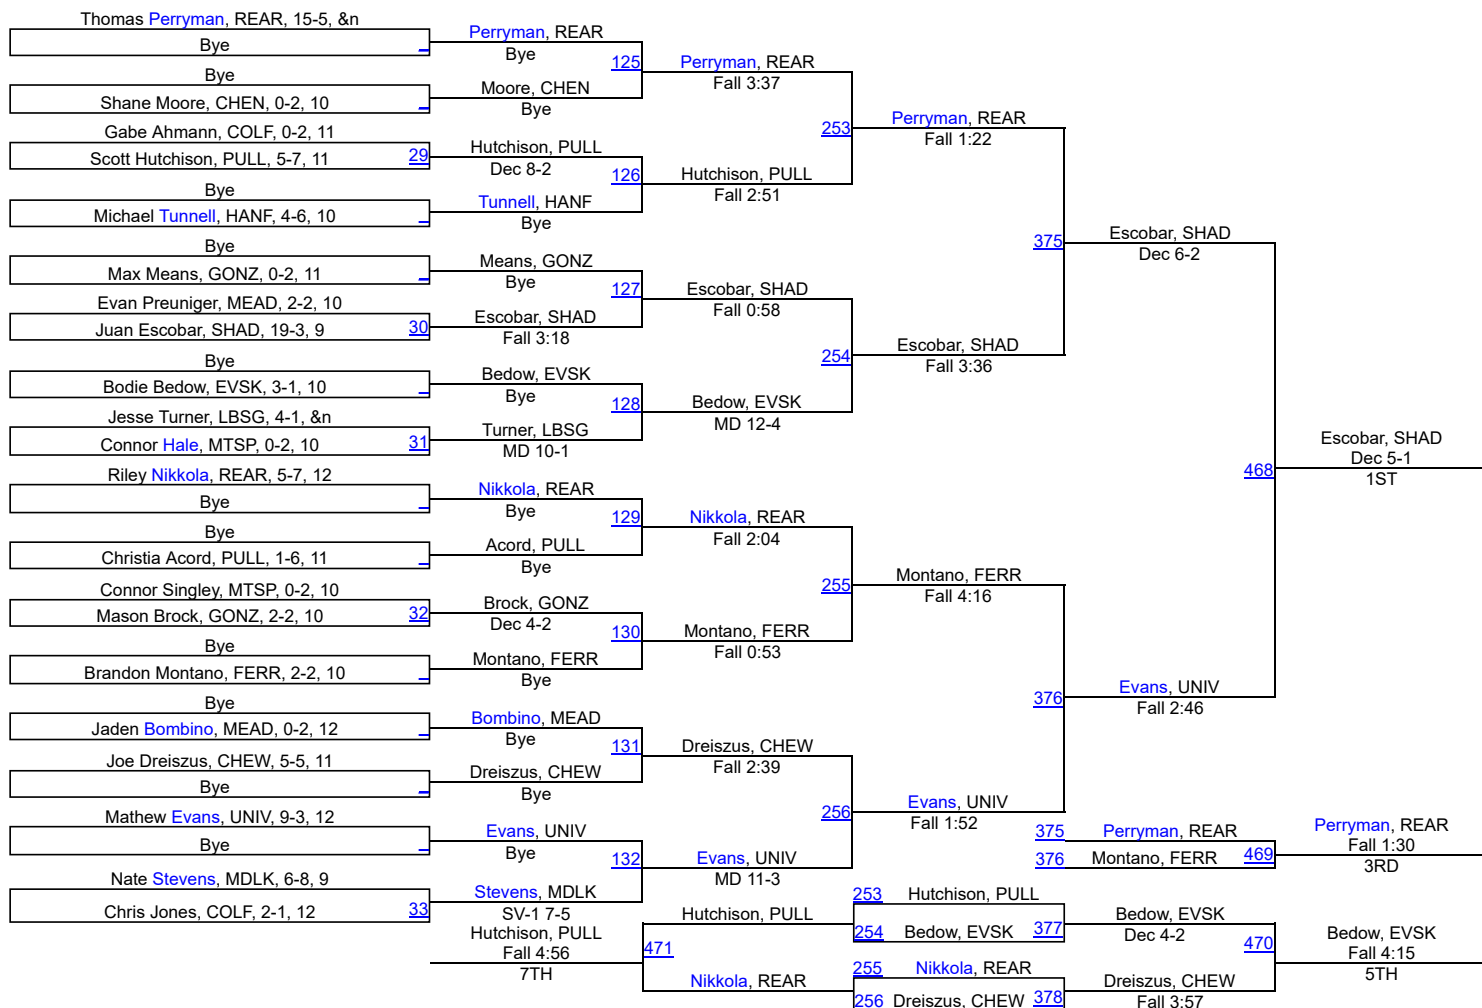 Thomas Perryman, REAR, 15-5, &n
Bye
Bye
Shane Moore, CHEN, 0-2, 10
Gabe Ahmann, COLF, 0-2, 11
Scott Hutchison, PULL, 5-7, 11 29
Bye
Michael Tunnell, HANF, 4-6, 10
Bye
Max Means, GONZ, 0-2, 11
Evan Preuniger, MEAD, 2-2, 10
Juan Escobar, SHAD, 19-3, 9 30
Bye
Bodie Bedow, EVSK, 3-1, 10
Jesse Turner, LBSG, 4-1, &n
Connor Hale, MTSP, 0-2, 10 31
Riley Nikkola, REAR, 5-7, 12
Bye
Bye
Christia Acord, PULL, 1-6, 11
Connor Singley, MTSP, 0-2, 10
Mason Brock, GONZ, 2-2, 10 32
Bye
Brandon Montano, FERR, 2-2, 10
Bye
Jaden Bombino, MEAD, 0-2, 12
Joe Dreiszus, CHEW, 5-5, 11
Bye
Mathew Evans, UNIV, 9-3, 12
Bye
Nate Stevens, MDLK, 6-8, 9
Chris Jones, COLF, 2-1, 12 33
Perryman, REAR
Bye
125
Moore, CHEN
Bye
Hutchison, PULL
Dec 8-2
126
Tunnell, HANF
Bye
Means, GONZ
Bye
127
Escobar, SHAD
Fall 3:18
Bedow, EVSK
Bye
128
Turner, LBSG
MD 10-1
Nikkola, REAR
Bye
129
Acord, PULL
Bye
Brock, GONZ
Dec 4-2
130
Montano, FERR
Bye
Bombino, MEAD
Bye
131
Dreiszus, CHEW
Bye
Evans, UNIV
Bye
132
Stevens, MDLK
SV-1 7-5
Perryman, REAR
Fall 3:37
253
Hutchison, PULL
Fall 2:51
Escobar, SHAD
Fall 0:58
254
Bedow, EVSK
MD 12-4
Nikkola, REAR
Fall 2:04
255
Montano, FERR
Fall 0:53
Dreiszus, CHEW
Fall 2:39
256
Evans, UNIV
MD 11-3
Perryman, REAR
Fall 1:22
375
Escobar, SHAD
Fall 3:36
Montano, FERR
Fall 4:16
376
Evans, UNIV
Fall 1:52
Escobar, SHAD
Dec 6-2
468
Evans, UNIV
Fall 2:46
Escobar, SHAD
Dec 5-1
1ST
375 Perryman, REAR
376 Montano, FERR 469
Perryman, REAR
Fall 1:30
3RD
253 Hutchison, PULL
254 Bedow, EVSK 377
255 Nikkola, REAR
256 Dreiszus, CHEW 378
Bedow, EVSK
Dec 4-2
470
Dreiszus, CHEW
Fall 3:57
Bedow, EVSK
Fall 4:15
5TH
Hutchison, PULL
471
Nikkola, REAR
Hutchison, PULL
Fall 4:56
7TH